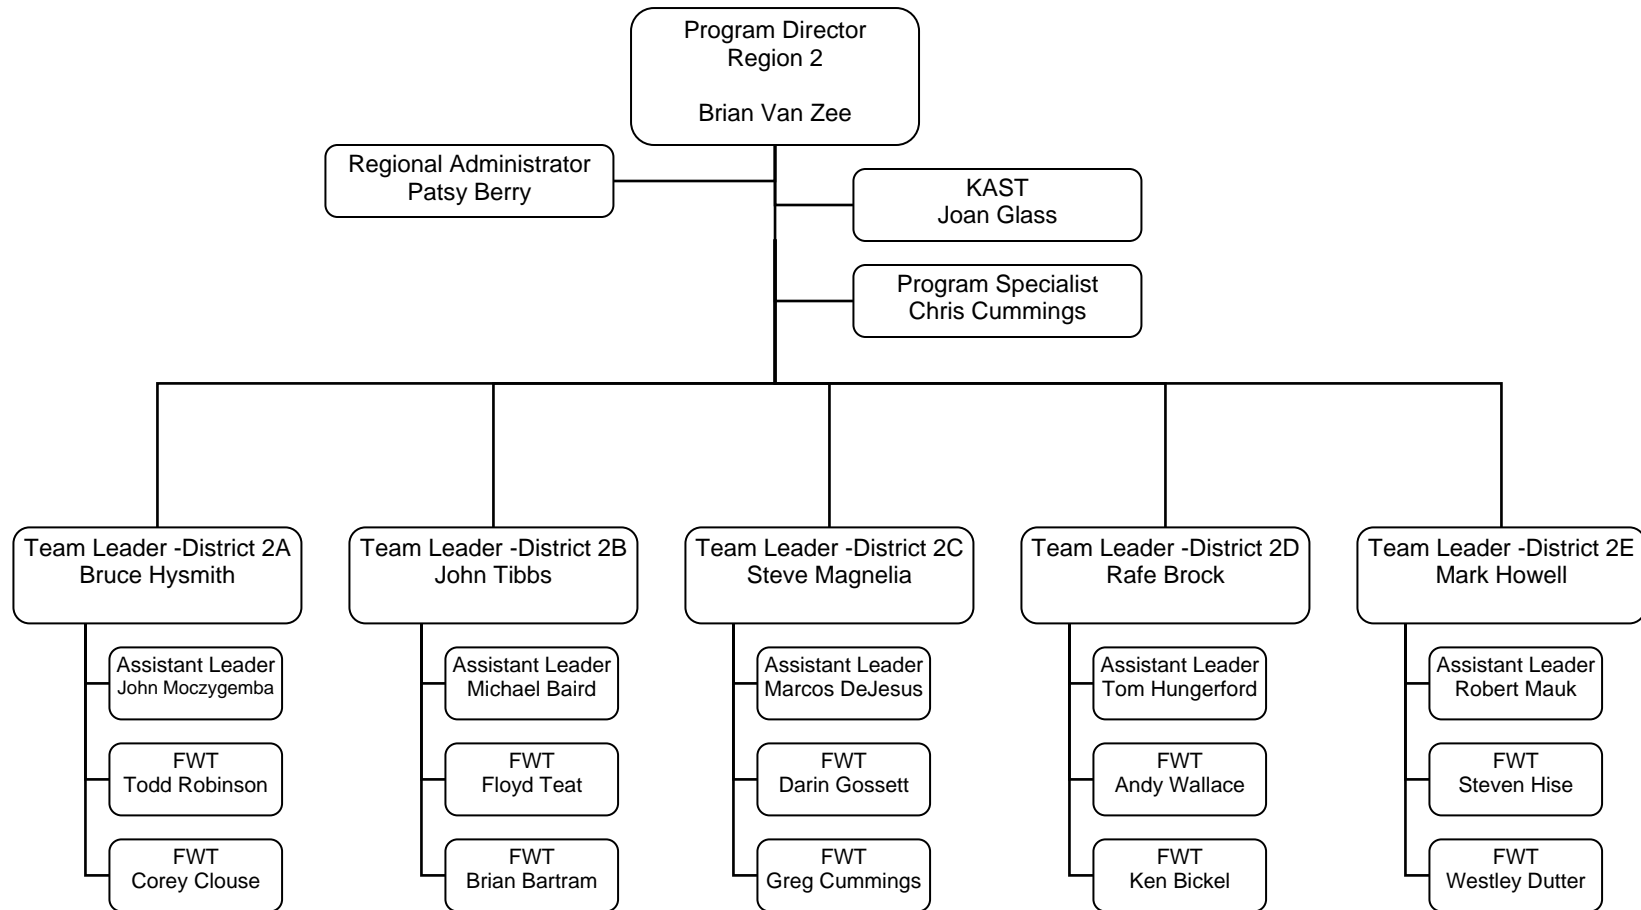 Program Director
Region 2
Brian Van Zee
Regional Administrator
Patsy Berry
KAST
Joan Glass
Program Specialist
Chris Cummings
Team Leader -District 2A
Bruce Hysmith
Team Leader -District 2B
John Tibbs
Team Leader -District 2C
Steve Magnelia
Team Leader -District 2D
Rafe Brock
Team Leader -District 2E
Mark Howell
Assistant Leader
John Moczygemba
Assistant Leader
Michael Baird
Assistant Leader
Marcos DeJesus
Assistant Leader
Tom Hungerford
Assistant Leader
Robert Mauk
FWT
Todd Robinson
FWT
Floyd Teat
FWT
Darin Gossett
FWT
Andy Wallace
FWT
Steven Hise
FWT
Corey Clouse
FWT
Brian Bartram
FWT
Greg Cummings
FWT
Ken Bickel
FWT
Westley Dutter